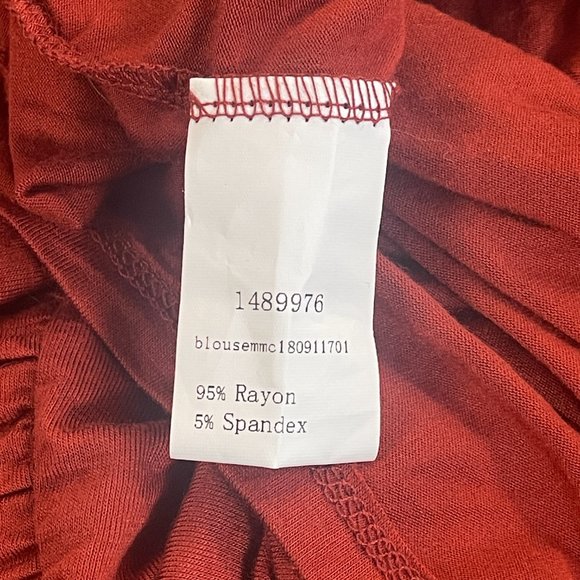 1489976
blousemmc180911701
95% Rayon
5% Spandex